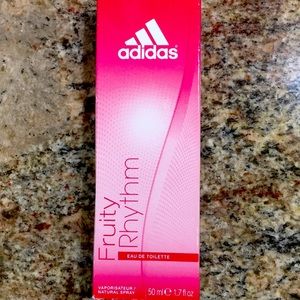 adidas
Fruity
Rhythm
EAU DE TOILETTE
VAPORISATEUR /
NATURAL SPRAY
50 ml ℮ 1.7 fl oz